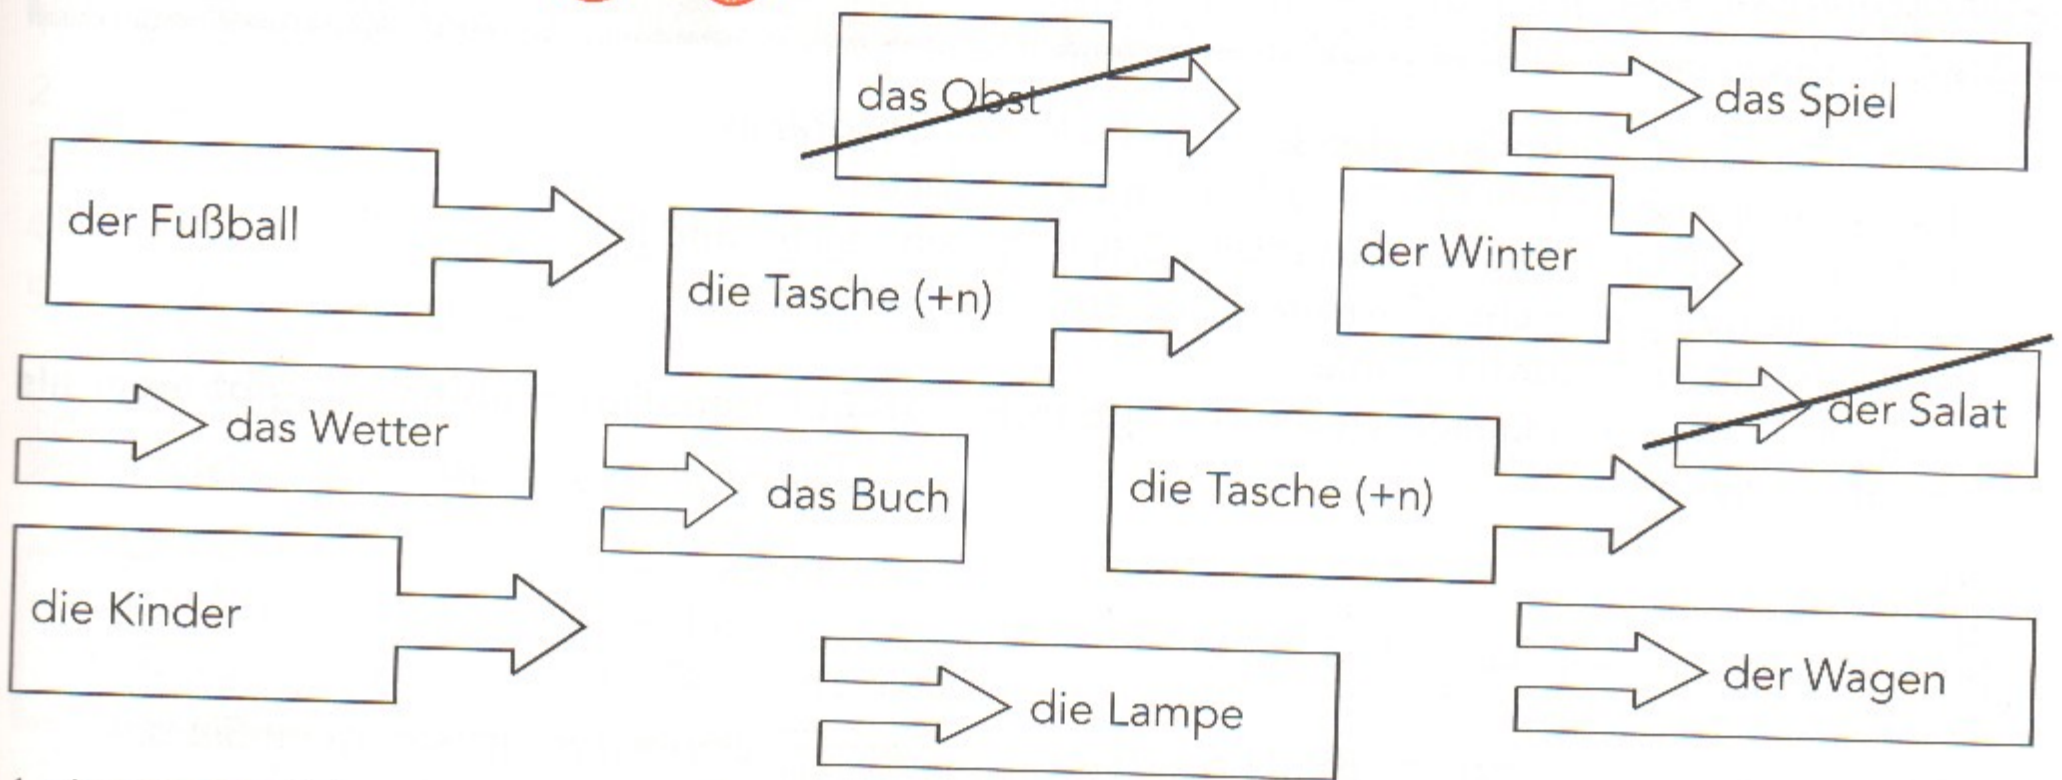 das Obst
das Spiel
der Fußball
die Tasche (+n)
der Winter
das Wetter
das Buch
die Tasche (+n)
der Salat
die Kinder
die Lampe
der Wagen